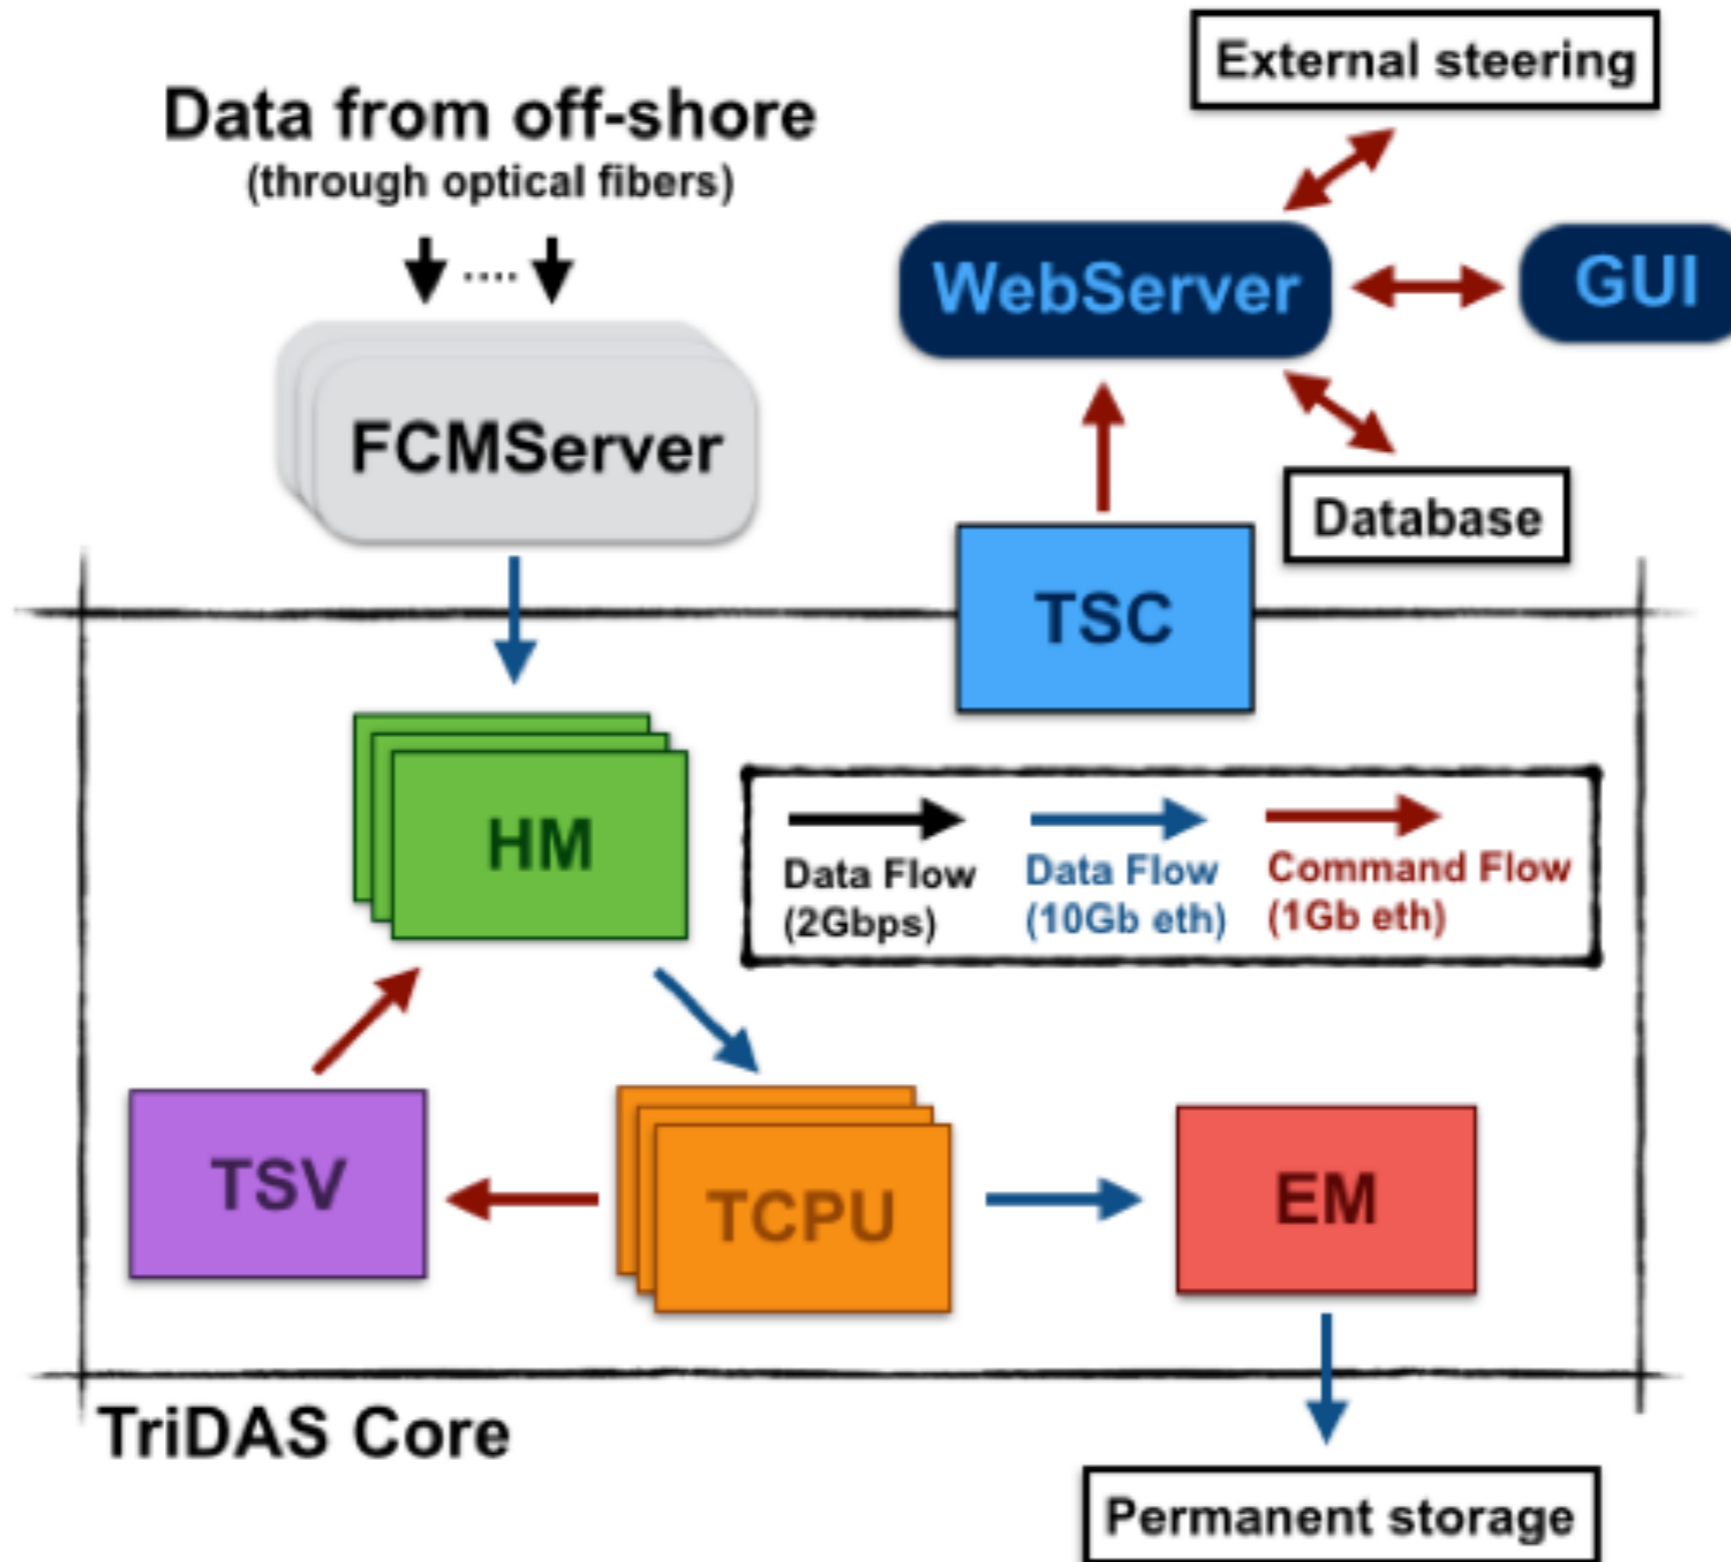 External steering
Data from off-shore
(through optical fibers)
WebServer
GUI
FCMServer
Database
TSC
HM
Data Flow
(2Gbps)
Data Flow
(10Gb eth)
Command Flow
(1Gb eth)
TSV
TCPU
EM
TriDAS Core
Permanent storage